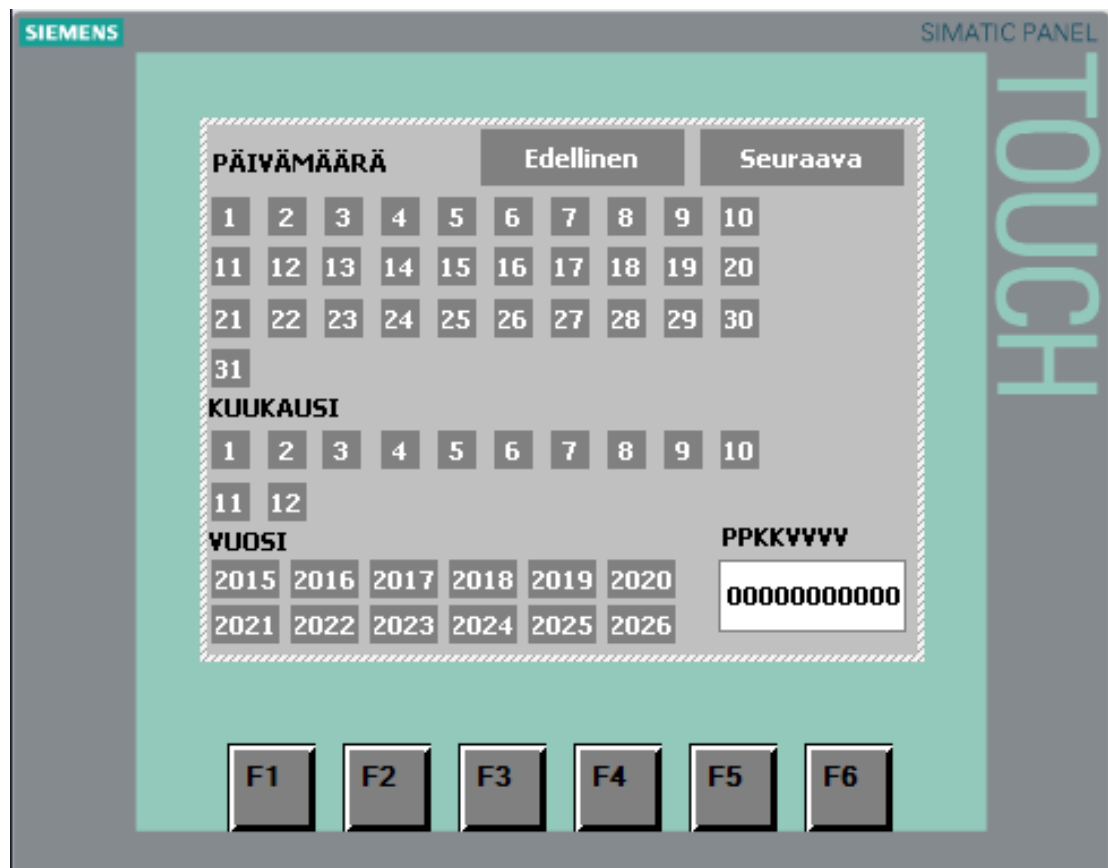 SIEMENS
SIMATIC PANEL
TOUCH
PÄIVÄMÄÄRÄ Edellinen Seuraava
1 2 3 4 5 6 7 8 9 10
11 12 13 14 15 16 17 18 19 20
21 22 23 24 25 26 27 28 29 30
31
KUUKAUSI
1 2 3 4 5 6 7 8 9 10
11 12
VUOSI
PPKKVVVV
2015 2016 2017 2018 2019 2020
00000000000
2021 2022 2023 2024 2025 2026
F1 F2 F3 F4 F5 F6